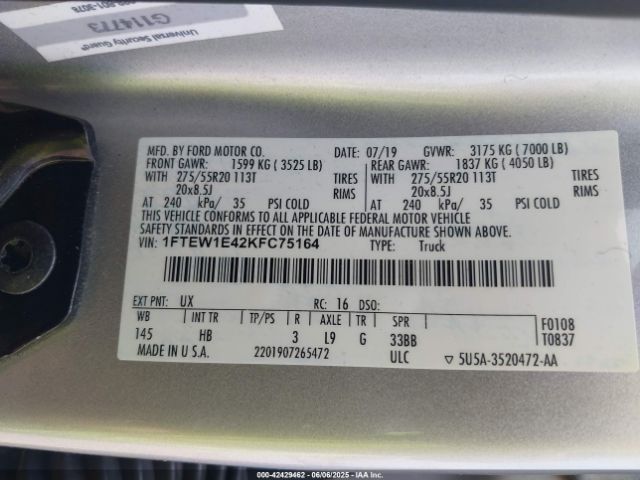 G114773
Universal Security Guard
MFD. BY FORD MOTOR CO.
DATE: 07/19 GVWR: 3175 KG ( 7000 LB)
FRONT GAWR: 1599 KG ( 3525 LB) REAR GAWR: 1837 KG ( 4050 LB)
WITH 275/55R20 113T TIRES WITH 275/55R20 113T TIRES
20x8.5J RIMS 20x8.5J RIMS
AT 240 kPa/ 35 PSI COLD AT 240 kPa/ 35 PSI COLD
THIS VEHICLE CONFORMS TO ALL APPLICABLE FEDERAL MOTOR VEHICLE
SAFETY STANDARDS IN EFFECT ON THE DATE OF MANUFACTURE SHOWN ABOVE.
VIN: 1FTEW1E42KFC75164 TYPE: Truck
EXT PNT: UX RC: 16 DSO:
WB INT TR TP/PS R AXLE TR SPR F0108
145 HB 3 L9 G 33BB T0837
MADE IN U.S.A. 2201907265472 ULC ▽ 5U5A-3520472-AA
000-42429462 | 06/06/2025 | IAA Inc.